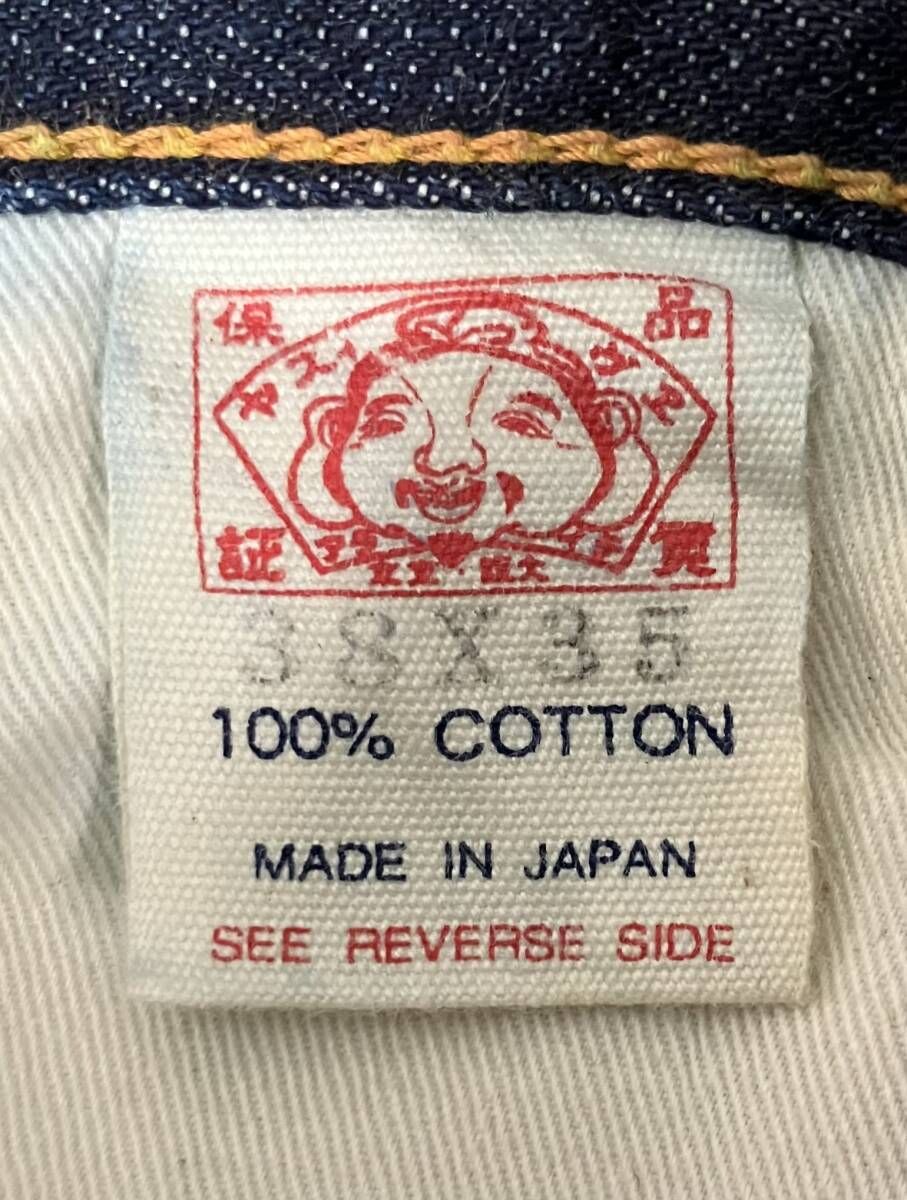 品質
保証
38X35
100% COTTON
MADE IN JAPAN
SEE REVERSE SIDE